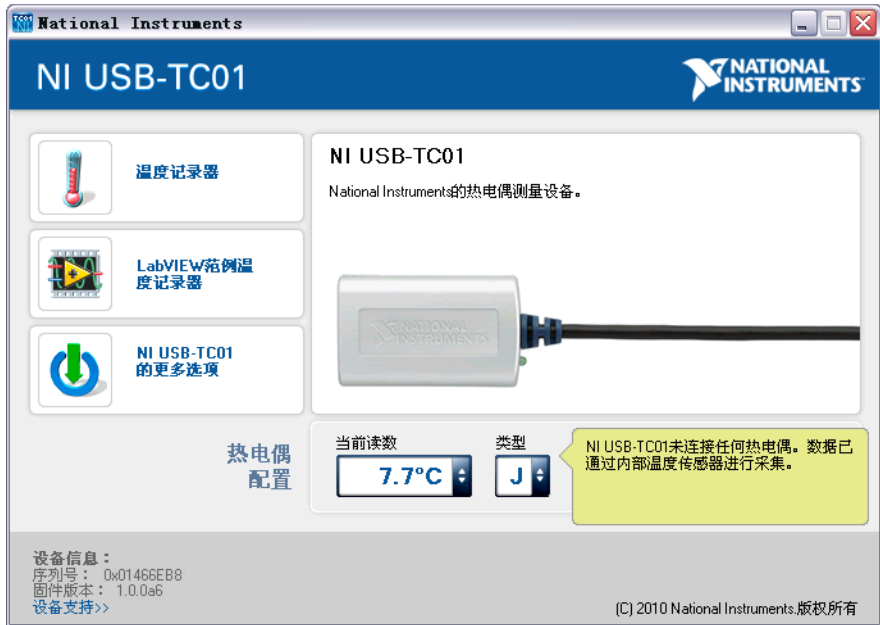 National Instruments
NI USB-TC01
NATIONAL
INSTRUMENTS
温度记录器
LabVIEW范例温
度记录器
NI USB-TC01
的更多选项
NI USB-TC01
National Instruments的热电偶测量设备。
NATIONAL
INSTRUMENTS
热电偶
配置
当前读数
7.7°C
类型
J
NI USB-TC01未连接任何热电偶。数据已
通过内部温度传感器进行采集。
设备信息：
序列号： 0x01466EB8
固件版本： 1.0.0a6
设备支持>>
(C) 2010 National Instruments.版权所有